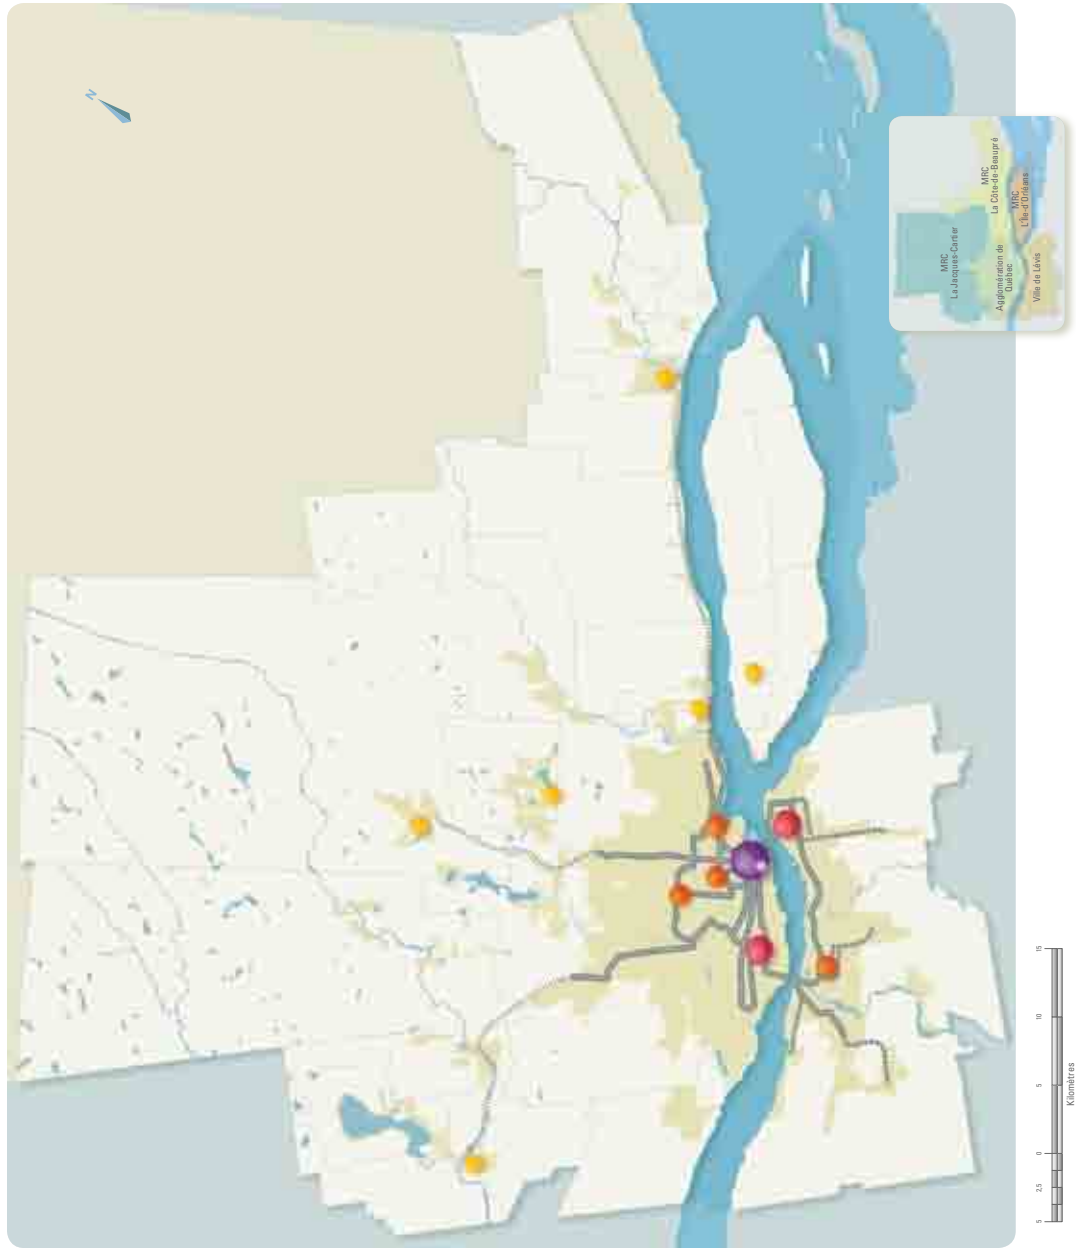 N
MRC
La Côte-de-Beaupré
MRC
L'Île-d'Orléans
MRC
La Jacques-Cartier
Agglomération de
Québec
Ville de Lévis
5 2,5 0 5 10 15
Kilomètres